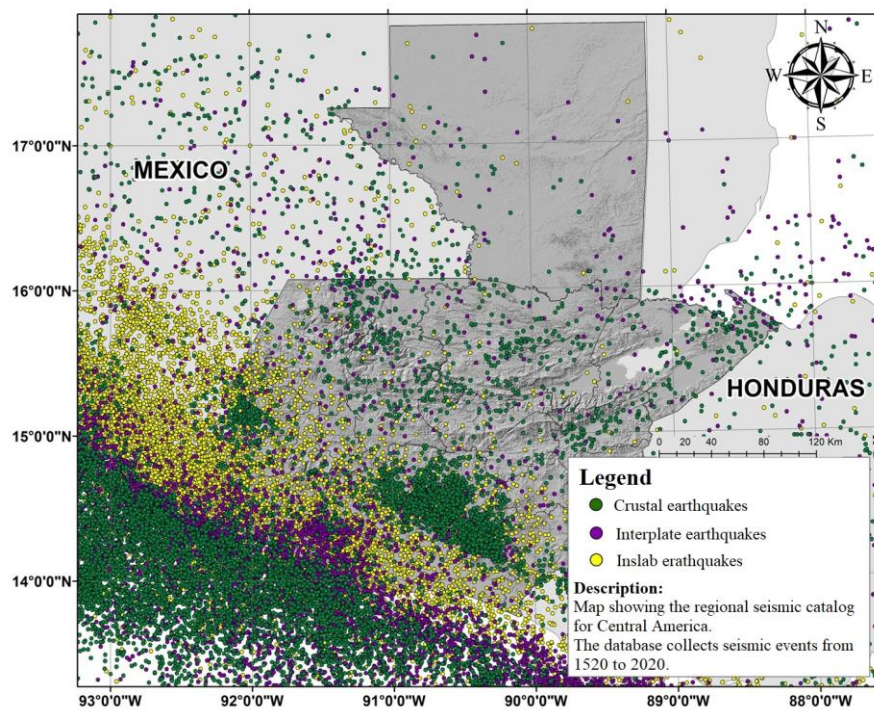 N
W E
S
17°0'0"N
MEXICO
16°0'0"N
HONDURAS
15°0'0"N
0 20 40 80 120 Km
Legend
Crustal earthquakes
Interplate earthquakes
Inslab erathquakes
14°0'0"N
Description:
Map showing the regional seismic catalog
for Central America.
The database collects seismic events from
1520 to 2020.
93°0'0"W 92°0'0"W 91°0'0"W 90°0'0"W 89°0'0"W 88°0'0"W